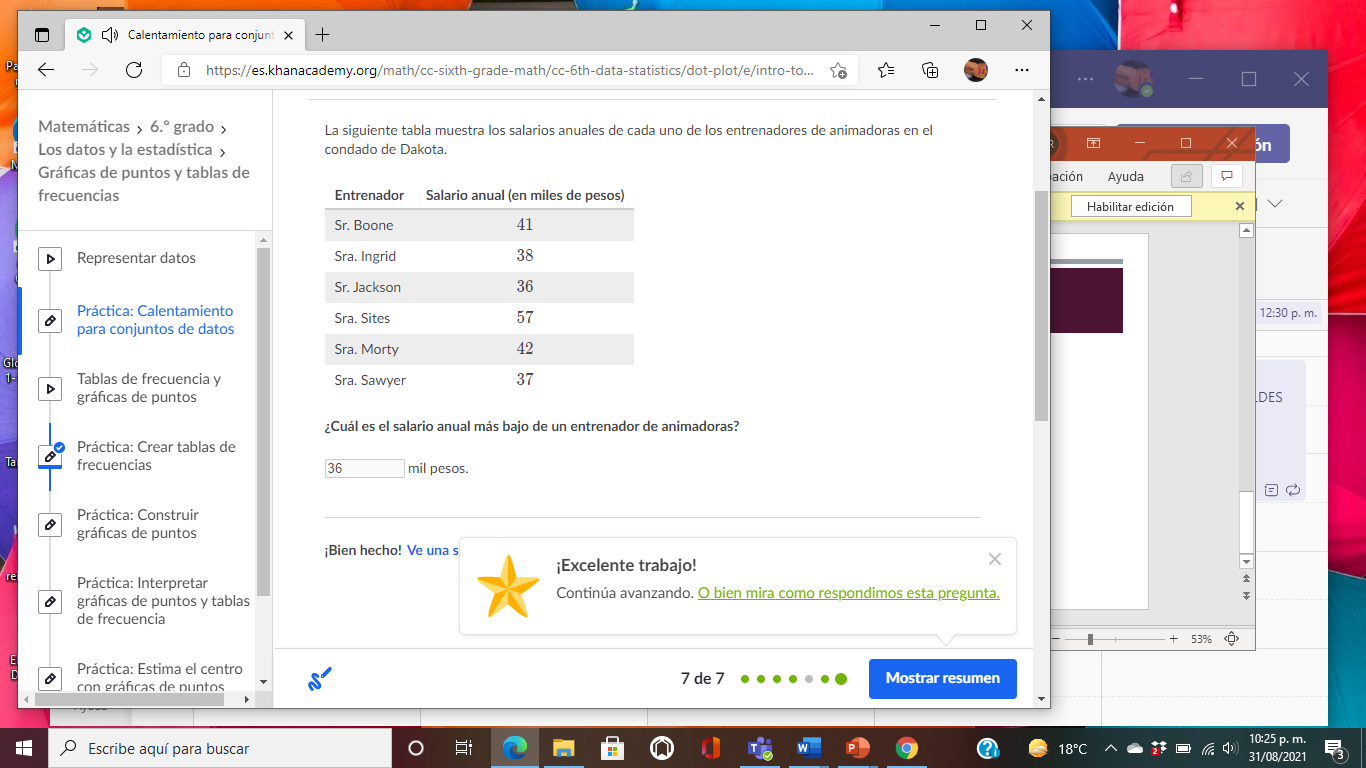 Calentamiento para conjunt
https://es.khanacademy.org/math/cc-sixth-grade-math/cc-6th-data-statistics/dot-plot/e/intro-to...
Matemáticas > 6.º grado >
Los datos y la estadística >
Gráficas de puntos y tablas de
frecuencias
Representar datos
Práctica: Calentamiento
para conjuntos de datos
Tablas de frecuencia y
gráficas de puntos
Práctica: Crear tablas de
frecuencias
Práctica: Construir
gráficas de puntos
Práctica: Interpretar
gráficas de puntos y tablas
de frecuencia
Práctica: Estima el centro
con gráficas de puntos
La siguiente tabla muestra los salarios anuales de cada uno de los entrenadores de animadoras en el
condado de Dakota.
Entrenador Salario anual (en miles de pesos)
Sr. Boone 41
Sra. Ingrid 38
Sr. Jackson 36
Sra. Sites 57
Sra. Morty 42
Sra. Sawyer 37
¿Cuál es el salario anual más bajo de un entrenador de animadoras?
36 mil pesos.
¡Bien hecho! Ve una s
¡Excelente trabajo!
Continúa avanzando. O bien mira como respondimos esta pregunta.
7 de 7
Mostrar resumen
ón
ación Ayuda
Habilitar edición
12:30 p. m.
LDES
53%
Escribe aquí para buscar
18°C
10:25 p. m.
31/08/2021
3